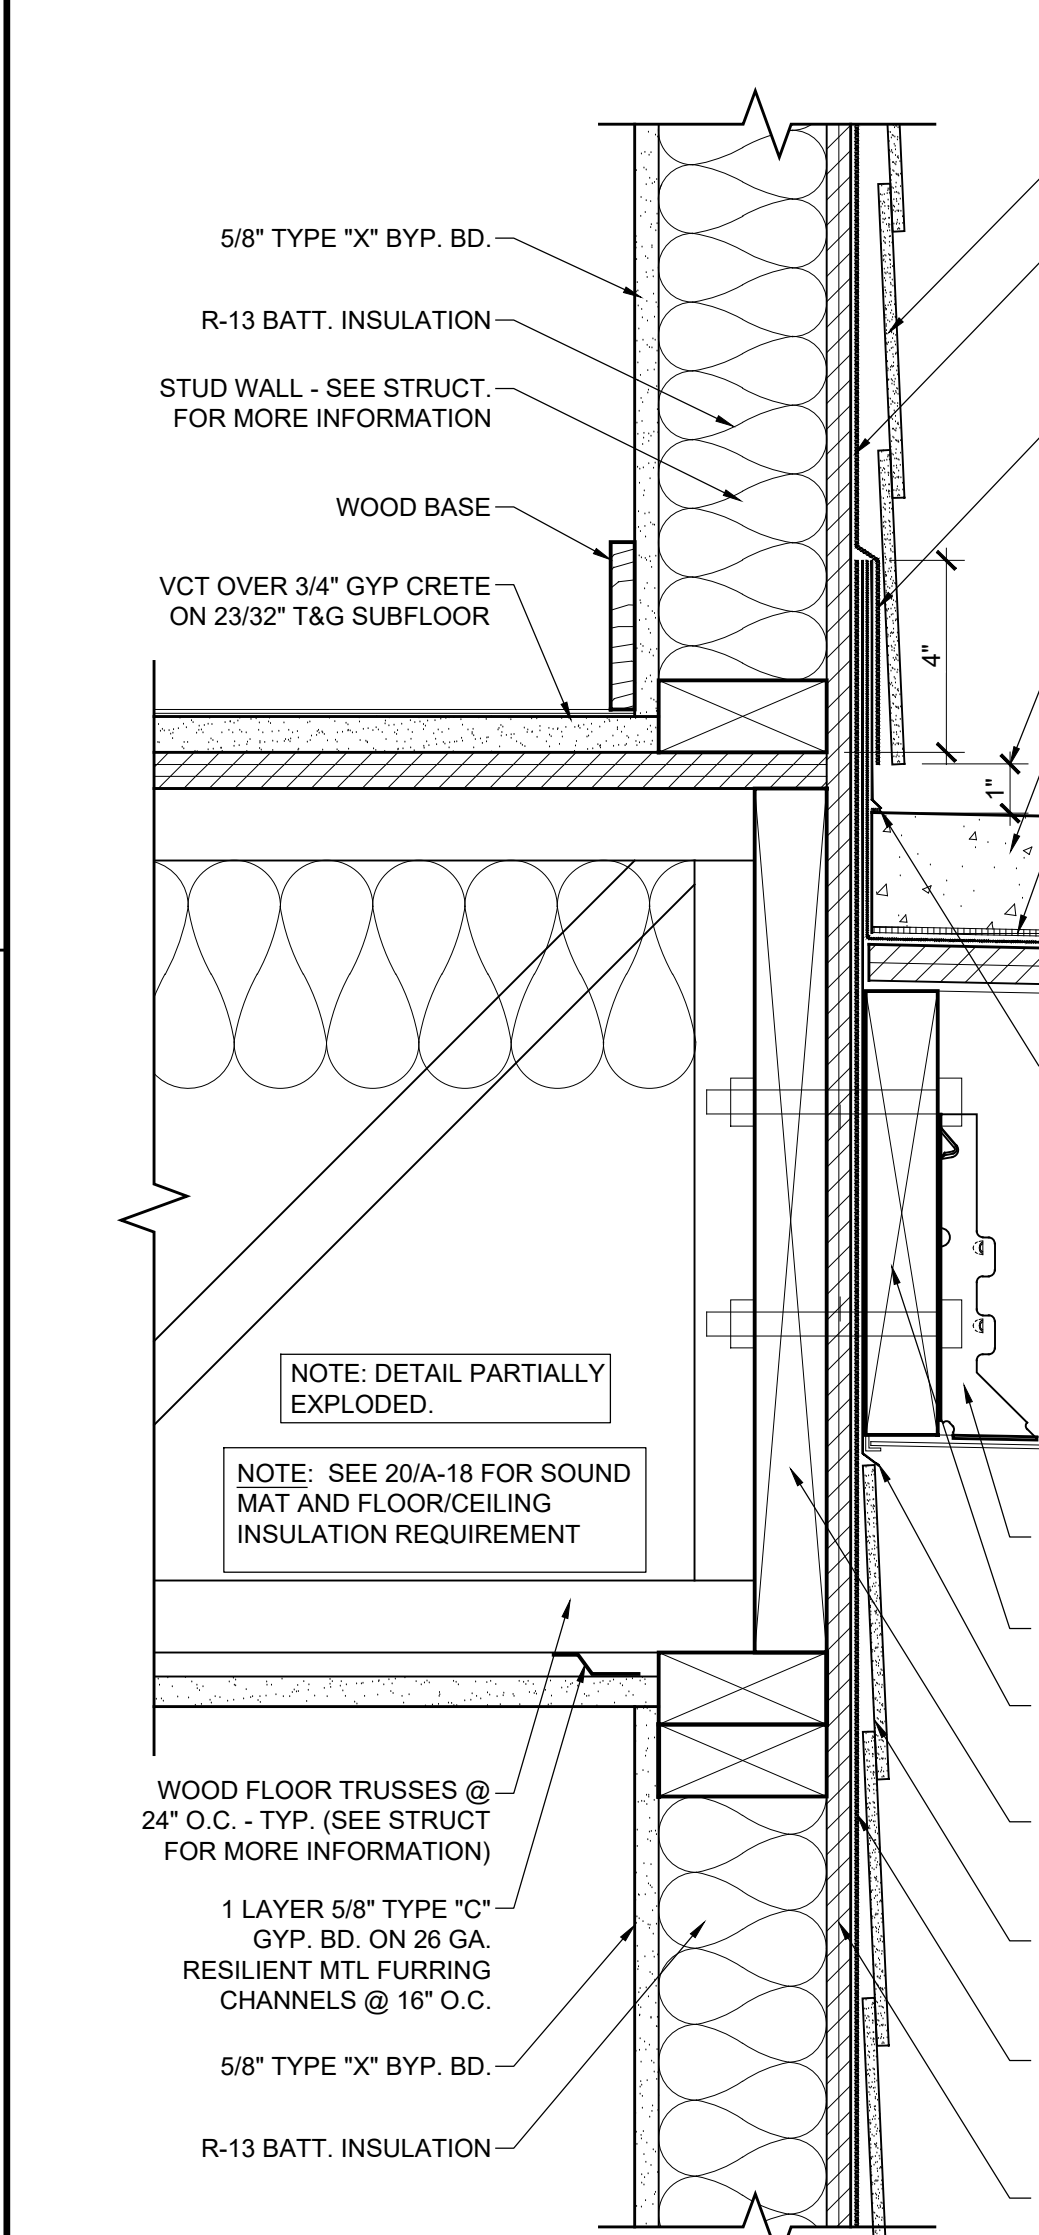 5/8" TYPE "X" BYP. BD.
R-13 BATT. INSULATION
STUD WALL - SEE STRUCT.
FOR MORE INFORMATION
WOOD BASE
VCT OVER 3/4" GYP CRETE
ON 23/32" T&G SUBFLOOR
4"
1"
NOTE: DETAIL PARTIALLY
EXPLODED.
NOTE: SEE 20/A-18 FOR SOUND
MAT AND FLOOR/CEILING
INSULATION REQUIREMENT
WOOD FLOOR TRUSSES @
24" O.C. - TYP. (SEE STRUCT
FOR MORE INFORMATION)
1 LAYER 5/8" TYPE "C"
GYP. BD. ON 26 GA.
RESILIENT MTL FURRING
CHANNELS @ 16" O.C.
5/8" TYPE "X" BYP. BD.
R-13 BATT. INSULATION